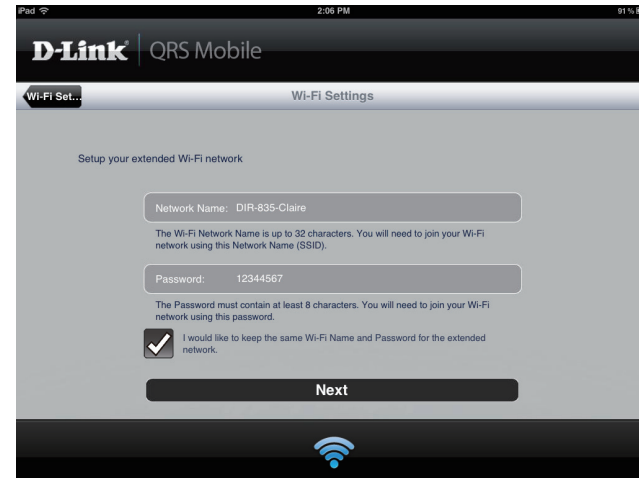 iPad 2:06 PM 91%
D-Link QRS Mobile
Wi-Fi Set... Wi-Fi Settings
Setup your extended Wi-Fi network
Network Name: DIR-835-Claire
The Wi-Fi Network Name is up to 32 characters. You will need to join your Wi-Fi
network using this Network Name (SSID).
Password: 12344567
The Password must contain at least 8 characters. You will need to join your Wi-Fi
network using this password.
I would like to keep the same Wi-Fi Name and Password for the extended
network.
Next